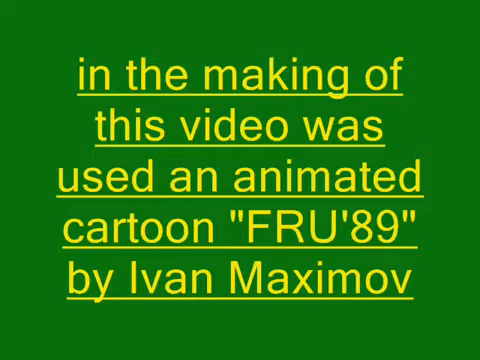 in the making of
this video was
used an animated
cartoon "FRU'89"
by Ivan Maximov